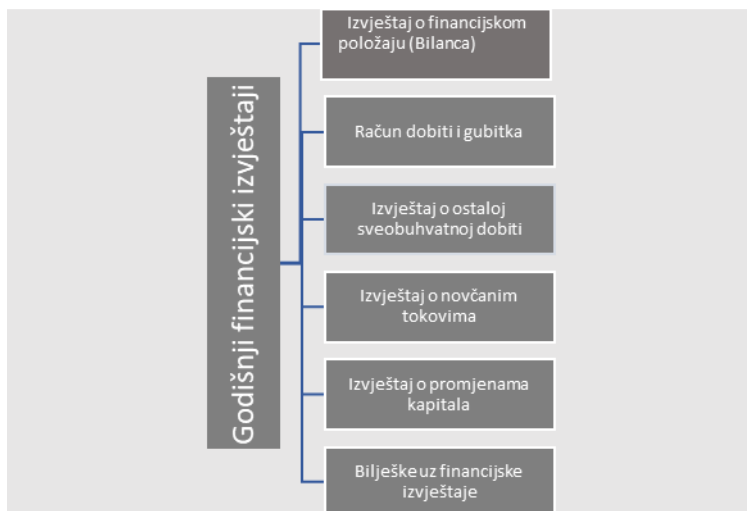 Godišnji financijski izvještaji
Izvještaj o financijskom
položaju (Bilanca)
Račun dobiti i gubitka
Izvještaj o ostaloj
sveobuhvatnoj dobiti
Izvještaj o novčanim
tokovima
Izvještaj o promjenama
kapitala
Bilješke uz financijske
izvještaje